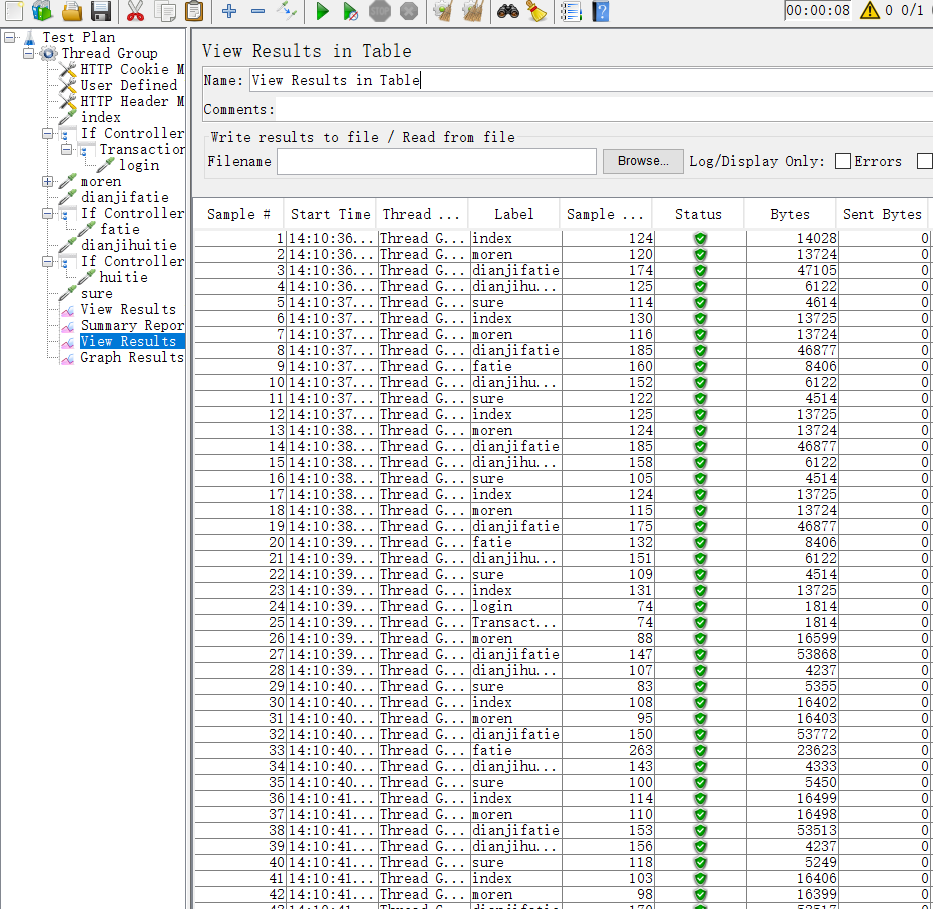 00:00:08 0 0/1
Test Plan
Thread Group
HTTP Cookie M
User Defined
HTTP Header M
index
If Controller
Transaction
login
moren
dianjifatie
If Controller
fatie
dianjihuitie
If Controller
huitie
sure
View Results
Summary Repor
View Results
Graph Results
View Results in Table
Name: View Results in Table
Comments:
Write results to file / Read from file
Filename Browse... Log/Display Only: Errors
Sample # Start Time Thread ... Label Sample ... Status Bytes Sent Bytes
1 14:10:36... Thread G... index 124 14028 0
2 14:10:36... Thread G... moren 120 13724 0
3 14:10:36... Thread G... dianjifatie 174 47105 0
4 14:10:36... Thread G... dianjihu... 125 6122 0
5 14:10:37... Thread G... sure 114 4614 0
6 14:10:37... Thread G... index 130 13725 0
7 14:10:37... Thread G... moren 116 13724 0
8 14:10:37... Thread G... dianjifatie 185 46877 0
9 14:10:37... Thread G... fatie 160 8406 0
10 14:10:37... Thread G... dianjihu... 152 6122 0
11 14:10:37... Thread G... sure 122 4514 0
12 14:10:37... Thread G... index 125 13725 0
13 14:10:38... Thread G... moren 124 13724 0
14 14:10:38... Thread G... dianjifatie 185 46877 0
15 14:10:38... Thread G... dianjihu... 158 6122 0
16 14:10:38... Thread G... sure 105 4514 0
17 14:10:38... Thread G... index 124 13725 0
18 14:10:38... Thread G... moren 115 13724 0
19 14:10:38... Thread G... dianjifatie 175 46877 0
20 14:10:39... Thread G... fatie 132 8406 0
21 14:10:39... Thread G... dianjihu... 151 6122 0
22 14:10:39... Thread G... sure 109 4514 0
23 14:10:39... Thread G... index 131 13725 0
24 14:10:39... Thread G... login 74 1814 0
25 14:10:39... Thread G... Transact... 74 1814 0
26 14:10:39... Thread G... moren 88 16599 0
27 14:10:39... Thread G... dianjifatie 147 53868 0
28 14:10:39... Thread G... dianjihu... 107 4237 0
29 14:10:40... Thread G... sure 83 5355 0
30 14:10:40... Thread G... index 108 16402 0
31 14:10:40... Thread G... moren 95 16403 0
32 14:10:40... Thread G... dianjifatie 150 53772 0
33 14:10:40... Thread G... fatie 263 23623 0
34 14:10:40... Thread G... dianjihu... 143 4333 0
35 14:10:40... Thread G... sure 100 5450 0
36 14:10:41... Thread G... index 114 16499 0
37 14:10:41... Thread G... moren 110 16498 0
38 14:10:41... Thread G... dianjifatie 153 53513 0
39 14:10:41... Thread G... dianjihu... 156 4237 0
40 14:10:41... Thread G... sure 118 5249 0
41 14:10:41... Thread G... index 103 16406 0
42 14:10:41... Thread G... moren 98 16399 0